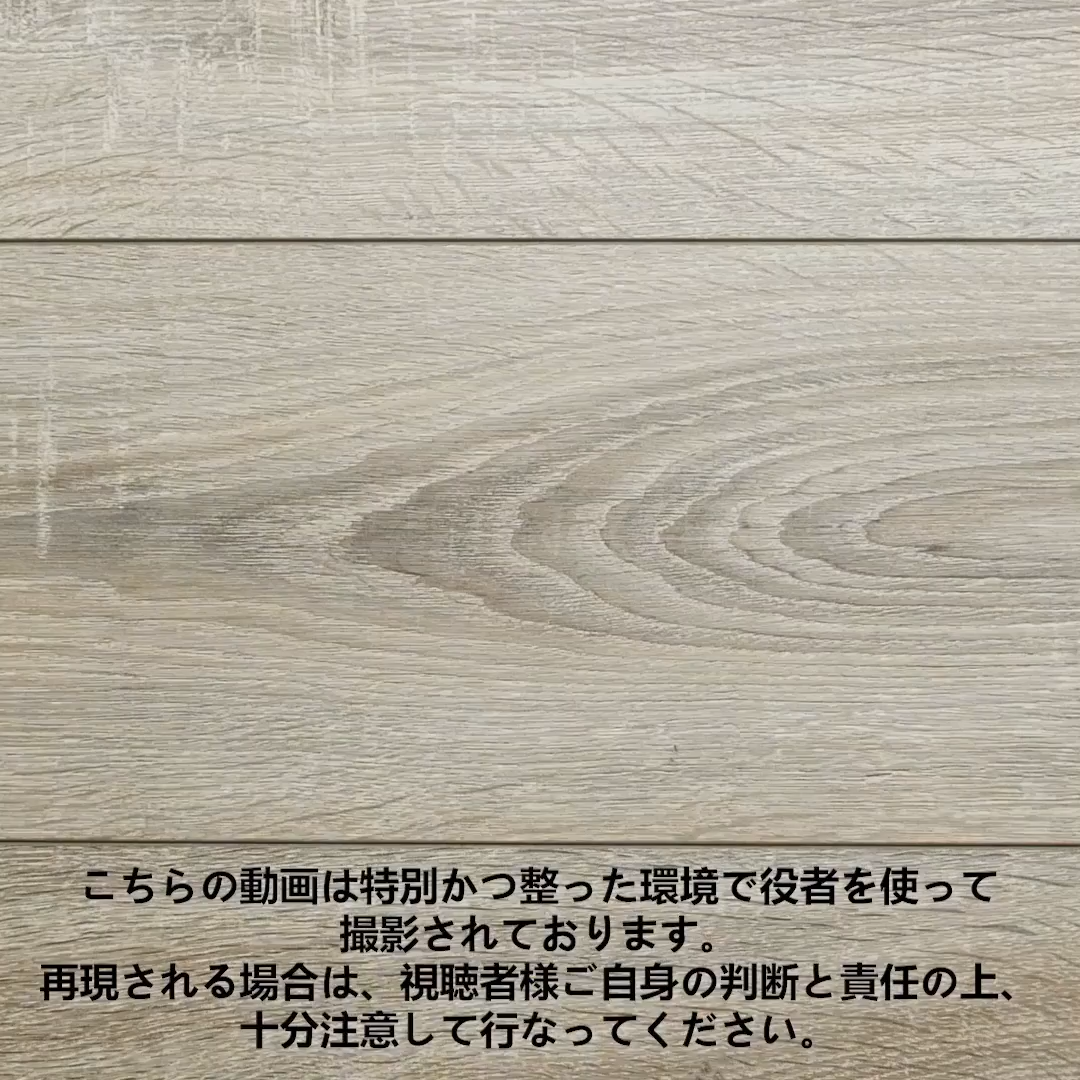 こちらの動画は特別かつ整った環境で役者を使って
撮影されております。
再現される場合は、視聴者様ご自身の判断と責任の上、
十分注意して行なってください。